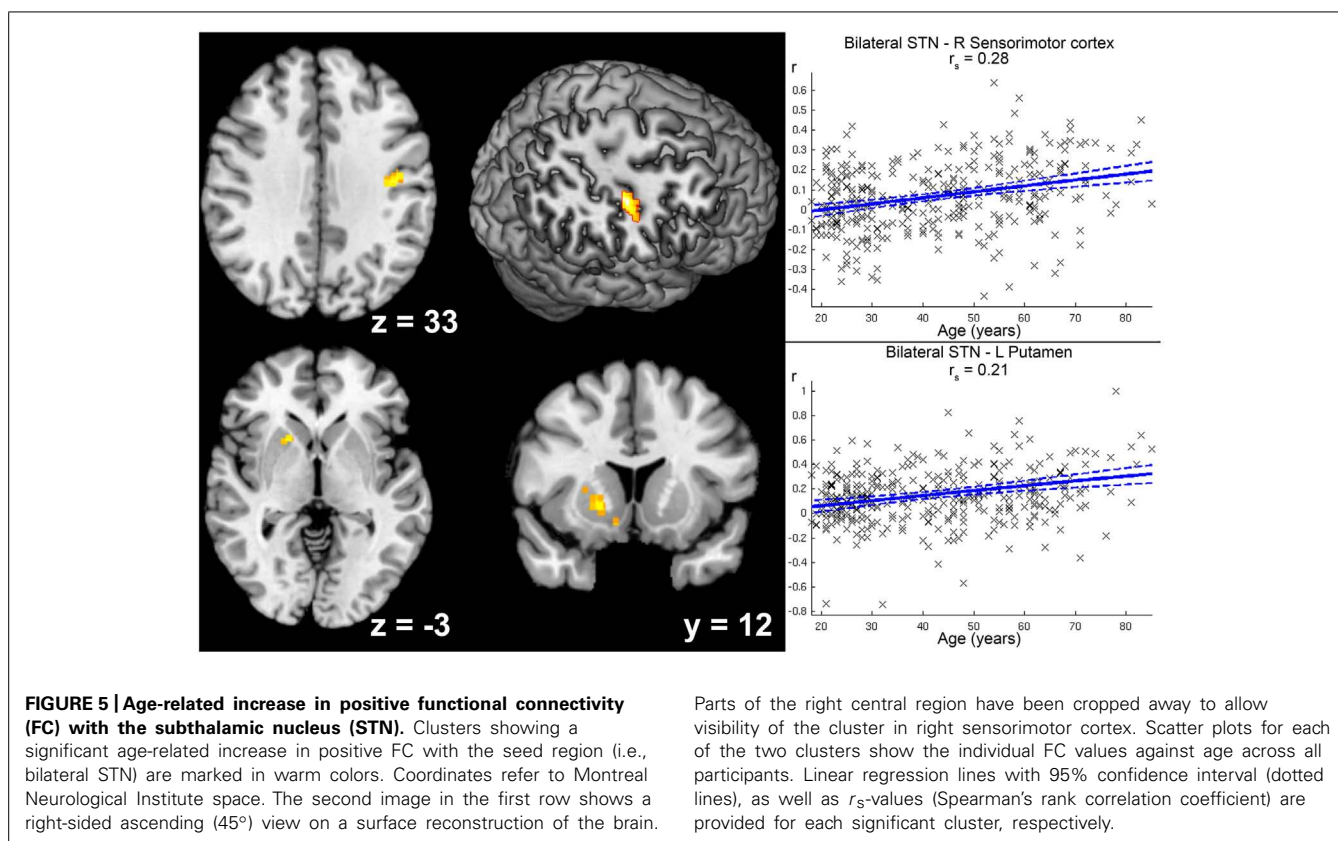 Bilateral STN - R Sensorimotor cortex
rs = 0.28
r
0.6
0.5
0.4
0.3
0.2
0.1
0
-0.1
-0.2
-0.3
-0.4
20 30 40 50 60 70 80
Age (years)
z = 33
Bilateral STN - L Putamen
rs = 0.21
r
1
0.8
0.6
0.4
0.2
0
-0.2
-0.4
-0.6
-0.8
20 30 40 50 60 70 80
Age (years)
z = -3
y = 12
FIGURE 5 | Age-related increase in positive functional connectivity
(FC) with the subthalamic nucleus (STN). Clusters showing a
significant age-related increase in positive FC with the seed region (i.e.,
bilateral STN) are marked in warm colors. Coordinates refer to Montreal
Neurological Institute space. The second image in the first row shows a
right-sided ascending (45°) view on a surface reconstruction of the brain.
Parts of the right central region have been cropped away to allow
visibility of the cluster in right sensorimotor cortex. Scatter plots for each
of the two clusters show the individual FC values against age across all
participants. Linear regression lines with 95% confidence interval (dotted
lines), as well as rS-values (Spearman's rank correlation coefficient) are
provided for each significant cluster, respectively.